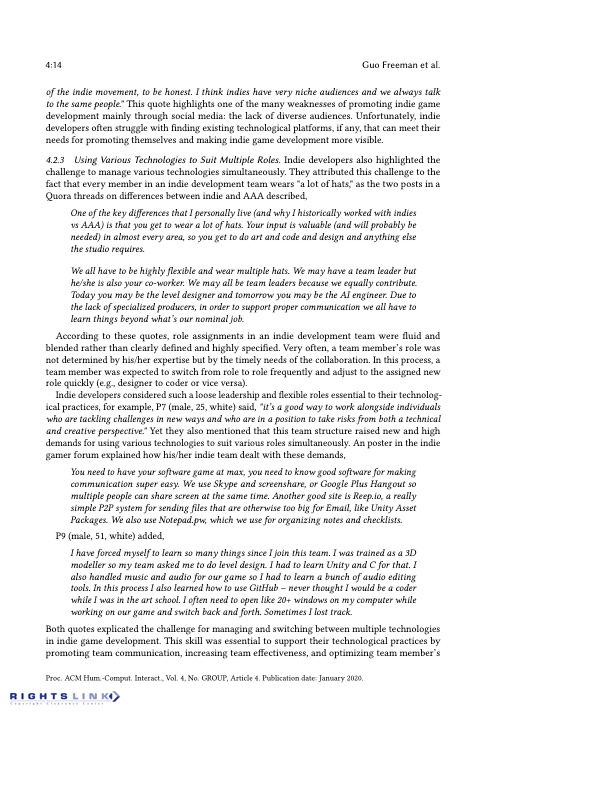 4:14 Guo Freeman et al.
of the indie movement, to be honest. I think indies have very niche audiences and we always talk
to the same people." This quote highlights one of the many weaknesses of promoting indie game
development mainly through social media: the lack of diverse audiences. Unfortunately, indie
developers often struggle with finding existing technological platforms, if any, that can meet their
needs for promoting themselves and making indie game development more visible.
4.2.3 Using Various Technologies to Suit Multiple Roles. Indie developers also highlighted the
challenge to manage various technologies simultaneously. They attributed this challenge to the
fact that every member in an indie development team wears "a lot of hats," as the two posts in a
Quora threads on differences between indie and AAA described,
One of the key differences that I personally live (and why I historically worked with indies
vs AAA) is that you get to wear a lot of hats. Your input is valuable (and will probably be
needed) in almost every area, so you get to do art and code and design and anything else
the studio requires.
We all have to be highly flexible and wear multiple hats. We may have a team leader but
he/she is also your co-worker. We may all be team leaders because we equally contribute.
Today you may be the level designer and tomorrow you may be the AI engineer. Due to
the lack of specialized producers, in order to support proper communication we all have to
learn things beyond what's our nominal job.
According to these quotes, role assignments in an indie development team were fluid and
blended rather than clearly defined and highly specified. Very often, a team member's role was
not determined by his/her expertise but by the timely needs of the collaboration. In this process, a
team member was expected to switch from role to role frequently and adjust to the assigned new
role quickly (e.g., designer to coder or vice versa).
Indie developers considered such a loose leadership and flexible roles essential to their technolog-
ical practices, for example, P7 (male, 25, white) said, "it's a good way to work alongside individuals
who are tackling challenges in new ways and who are in a position to take risks from both a technical
and creative perspective." Yet they also mentioned that this team structure raised new and high
demands for using various technologies to suit various roles simultaneously. An poster in the indie
gamer forum explained how his/her indie team dealt with these demands,
You need to have your software game at max, you need to know good software for making
communication super easy. We use Skype and screenshare, or Google Plus Hangout so
multiple people can share screen at the same time. Another good site is Reep.io, a really
simple P2P system for sending files that are otherwise too big for Email, like Unity Asset
Packages. We also use Notepad.pw, which we use for organizing notes and checklists.
P9 (male, 51, white) added,
I have forced myself to learn so many things since I join this team. I was trained as a 3D
modeller so my team asked me to do level design. I had to learn Unity and C for that. I
also handled music and audio for our game so I had to learn a bunch of audio editing
tools. In this process I also learned how to use GitHub – never thought I would be a coder
while I was in the art school. I often need to open like 20+ windows on my computer while
working on our game and switch back and forth. Sometimes I lost track.
Both quotes explicated the challenge for managing and switching between multiple technologies
in indie game development. This skill was essential to support their technological practices by
promoting team communication, increasing team effectiveness, and optimizing team member's
Proc. ACM Hum.-Comput. Interact., Vol. 4, No. GROUP, Article 4. Publication date: January 2020.
RIGHTSLINK
Copyright Clearance Center